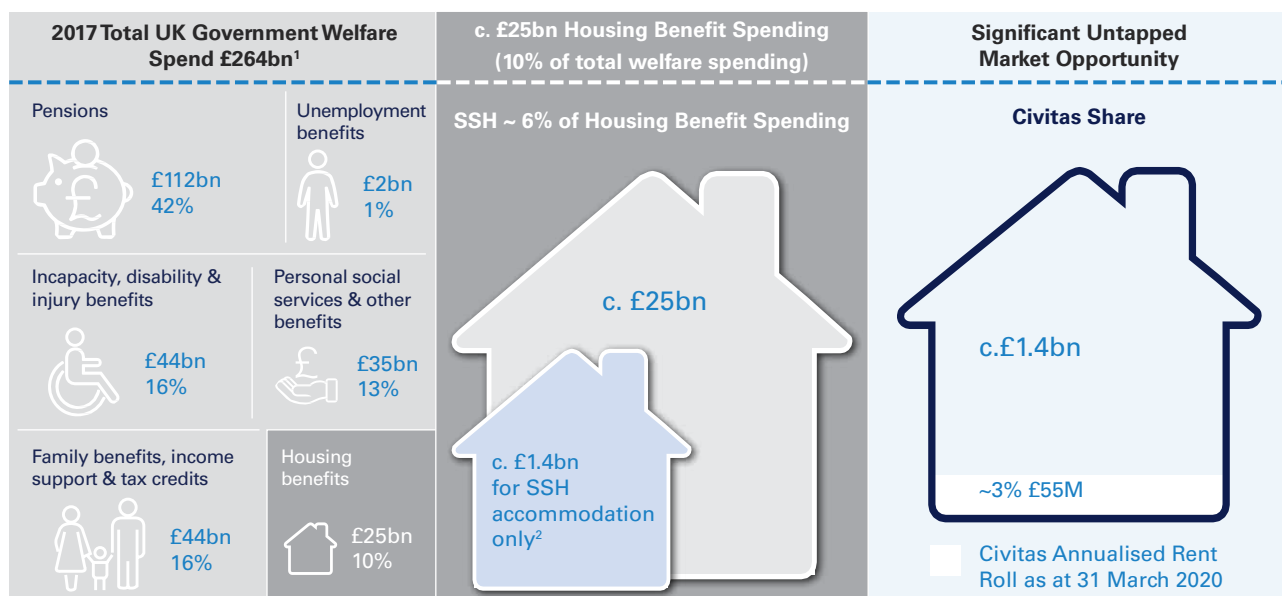 2017 Total UK Government Welfare
Spend £264bn¹
Pensions
£112bn
42%
Unemployment
benefits
£2bn
1%
Incapacity, disability &
injury benefits
£44bn
16%
Personal social
services & other
benefits
£
£35bn
13%
Family benefits, income
support & tax credits
£44bn
16%
Housing
benefits
£25bn
10%
c. £25bn Housing Benefit Spending
(10% of total welfare spending)
SSH ~ 6% of Housing Benefit Spending
c. £25bn
c. £1.4bn
for SSH
accommodation
only²
Significant Untapped
Market Opportunity
Civitas Share
c.£1.4bn
~3% £55M
Civitas Annualised Rent
Roll as at 31 March 2020